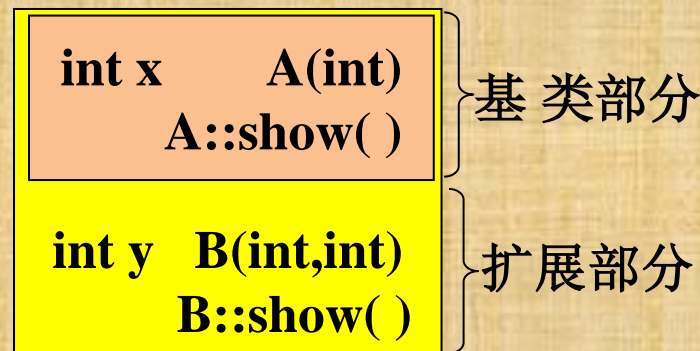 int x A(int)
A::show( )
基 类部分
int y B(int,int)
B::show( )
扩展部分